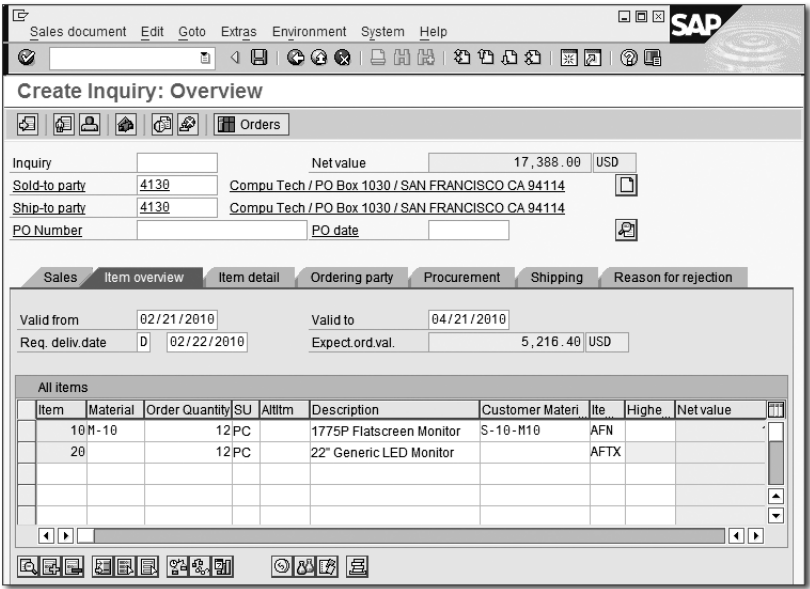 Sales document Edit Goto Extras Environment System Help
SAP
Create Inquiry: Overview
Orders
Inquiry Net value 17,388.00 USD
Sold-to party 4130 Compu Tech / PO Box 1030 / SAN FRANCISCO CA 94114
Ship-to party 4130 Compu Tech / PO Box 1030 / SAN FRANCISCO CA 94114
PO Number PO date
Sales Item overview Item detail Ordering party Procurement Shipping Reason for rejection
Valid from 02/21/2010 Valid to 04/21/2010
Req. deliv.date D 02/22/2010 Expect.ord.val. 5,216.40 USD
All items
Item Material Order Quantity SU AltItm Description Customer Materi... Ite... Highe... Net value
10 M-10 12 PC 1775P Flatscreen Monitor S-10-M10 AFN
20 12 PC 22" Generic LED Monitor AFTX